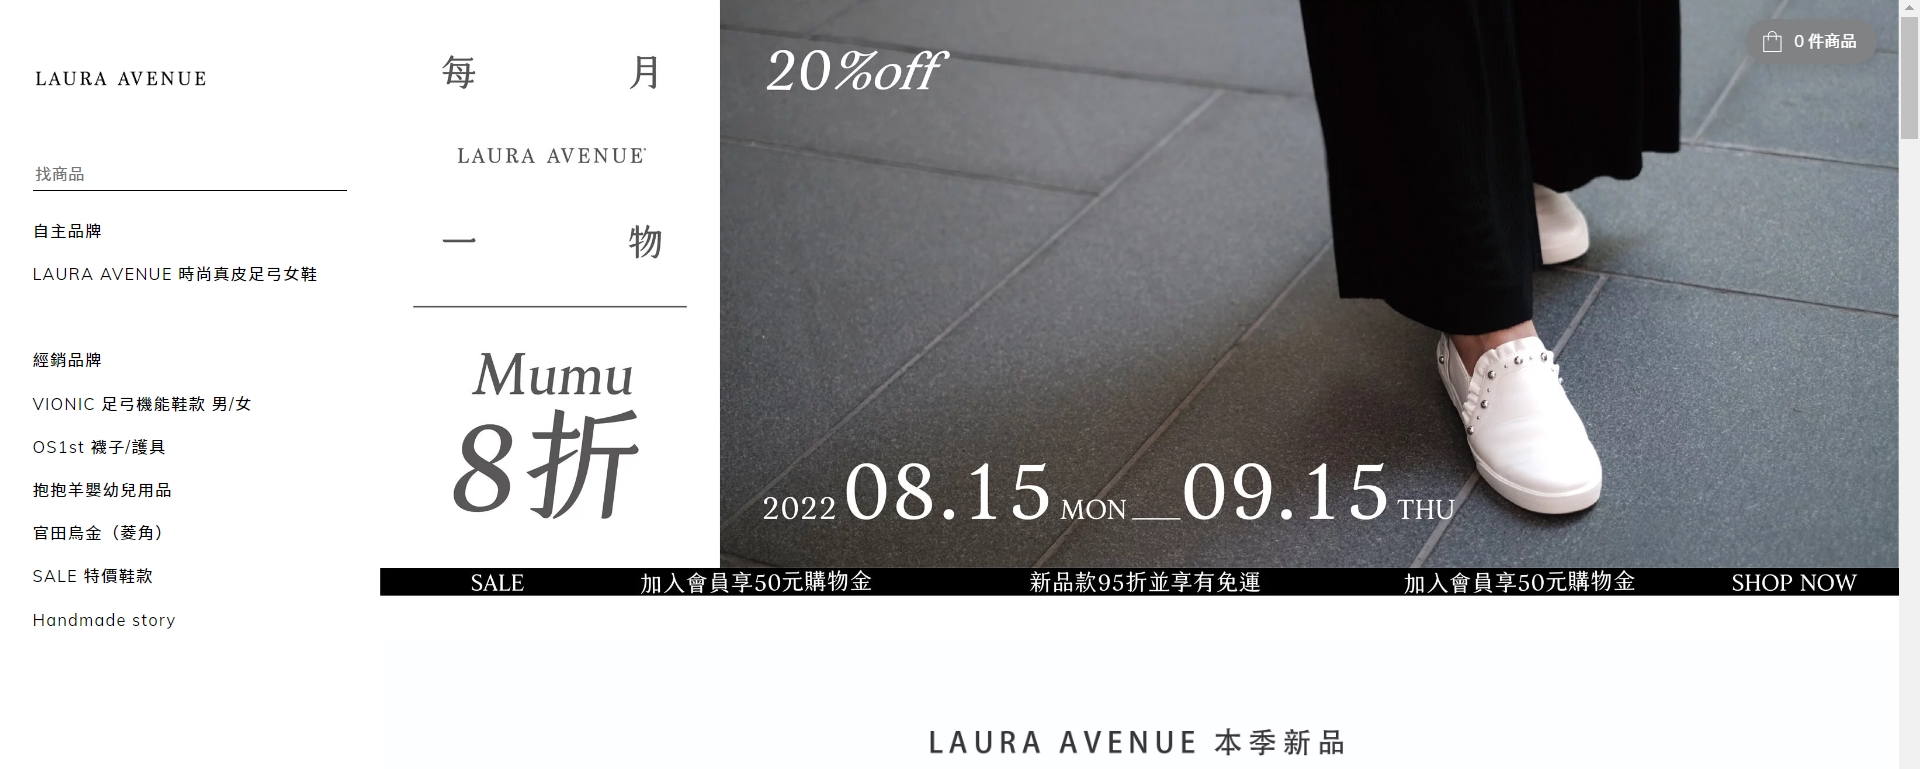 LAURA AVENUE
找商品
自主品牌
LAURA AVENUE 時尚真皮足弓女鞋
經銷品牌
VIONIC 足弓機能鞋款 男/女
OS1st 襪子/護具
抱抱羊嬰幼兒用品
官田烏金（菱角）
SALE 特價鞋款
Handmade story
每 月
LAURA AVENUE
一 物
Mumu
8折
20%off
0 件商品
2022 08.15 MON __ 09.15 THU
SALE 加入會員享50元購物金 新品款95折並享有免運 加入會員享50元購物金 SHOP NOW
LAURA AVENUE 本季新品